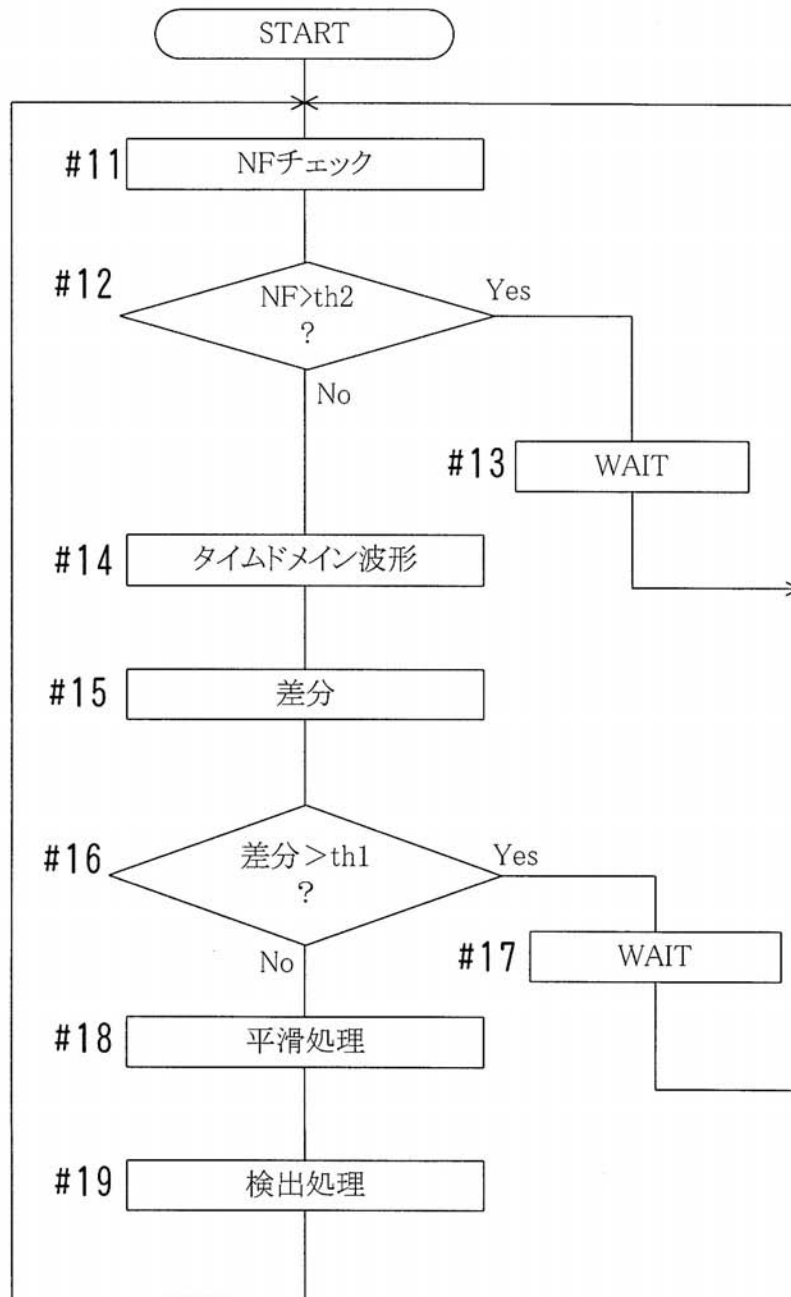 START
#11
NFチェック
#12
NF>th2
?
Yes
No
#13
WAIT
#14
タイムドメイン波形
#15
差分
#16
差分＞th1
?
Yes
No
#17
WAIT
#18
平滑処理
#19
検出処理